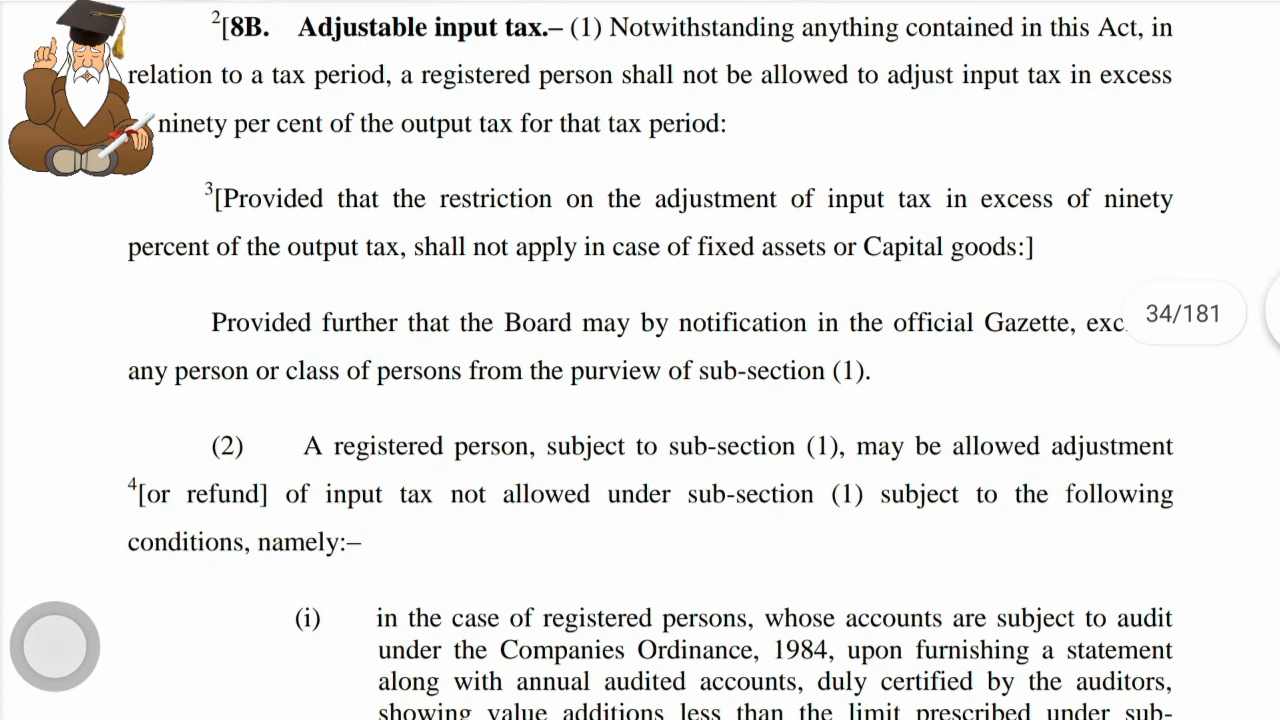 2[8B. Adjustable input tax.– (1) Notwithstanding anything contained in this Act, in
relation to a tax period, a registered person shall not be allowed to adjust input tax in excess
ninety per cent of the output tax for that tax period:
3[Provided that the restriction on the adjustment of input tax in excess of ninety
percent of the output tax, shall not apply in case of fixed assets or Capital goods:]
Provided further that the Board may by notification in the official Gazette,
34/181
any person or class of persons from the purview of sub-section (1).
(2) A registered person, subject to sub-section (1), may be allowed adjustment
4[or refund] of input tax not allowed under sub-section (1) subject to the following
conditions, namely:–
(i) in the case of registered persons, whose accounts are subject to audit
under the Companies Ordinance, 1984, upon furnishing a statement
along with annual audited accounts, duly certified by the auditors,
showing value additions less than the limit prescribed under sub-